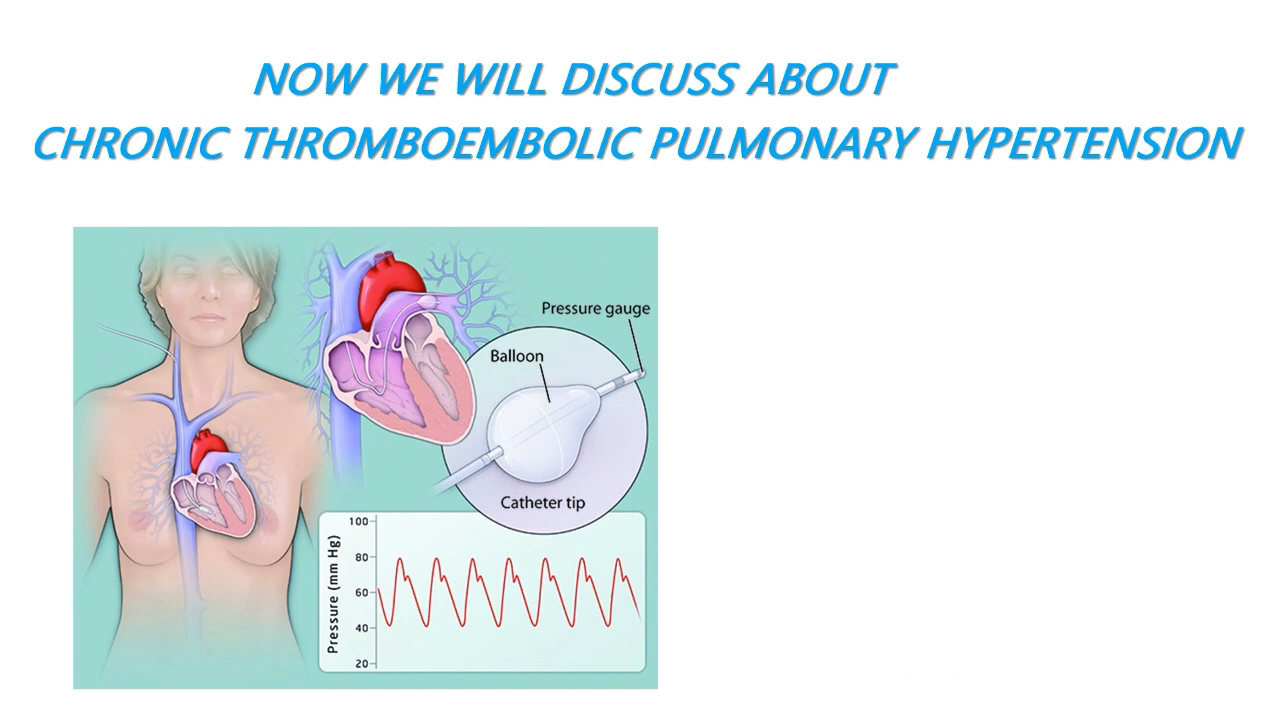 NOW WE WILL DISCUSS ABOUT
CHRONIC THROMBOEMBOLIC PULMONARY HYPERTENSION
Pressure gauge
Balloon
Catheter tip
Pressure (mm Hg)
100
80
60
40
20